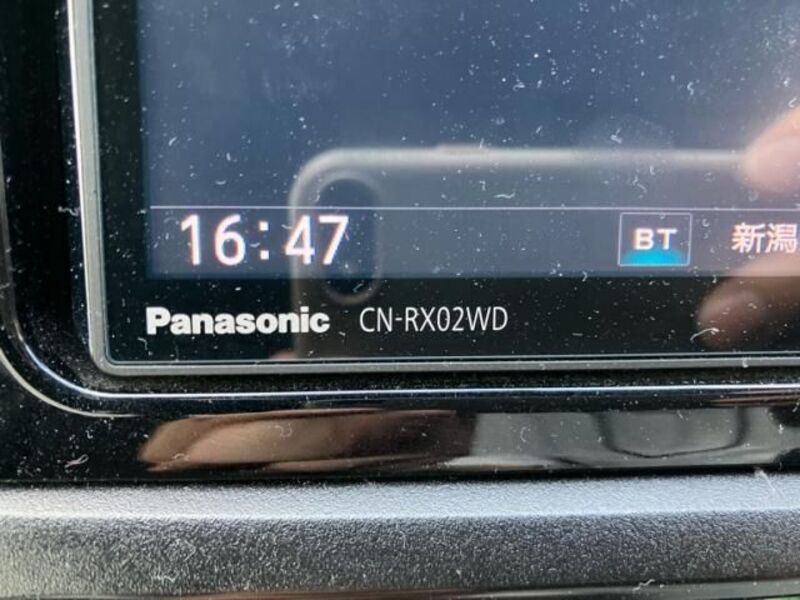 16:47 BT 新潟
Panasonic CN-RX02WD